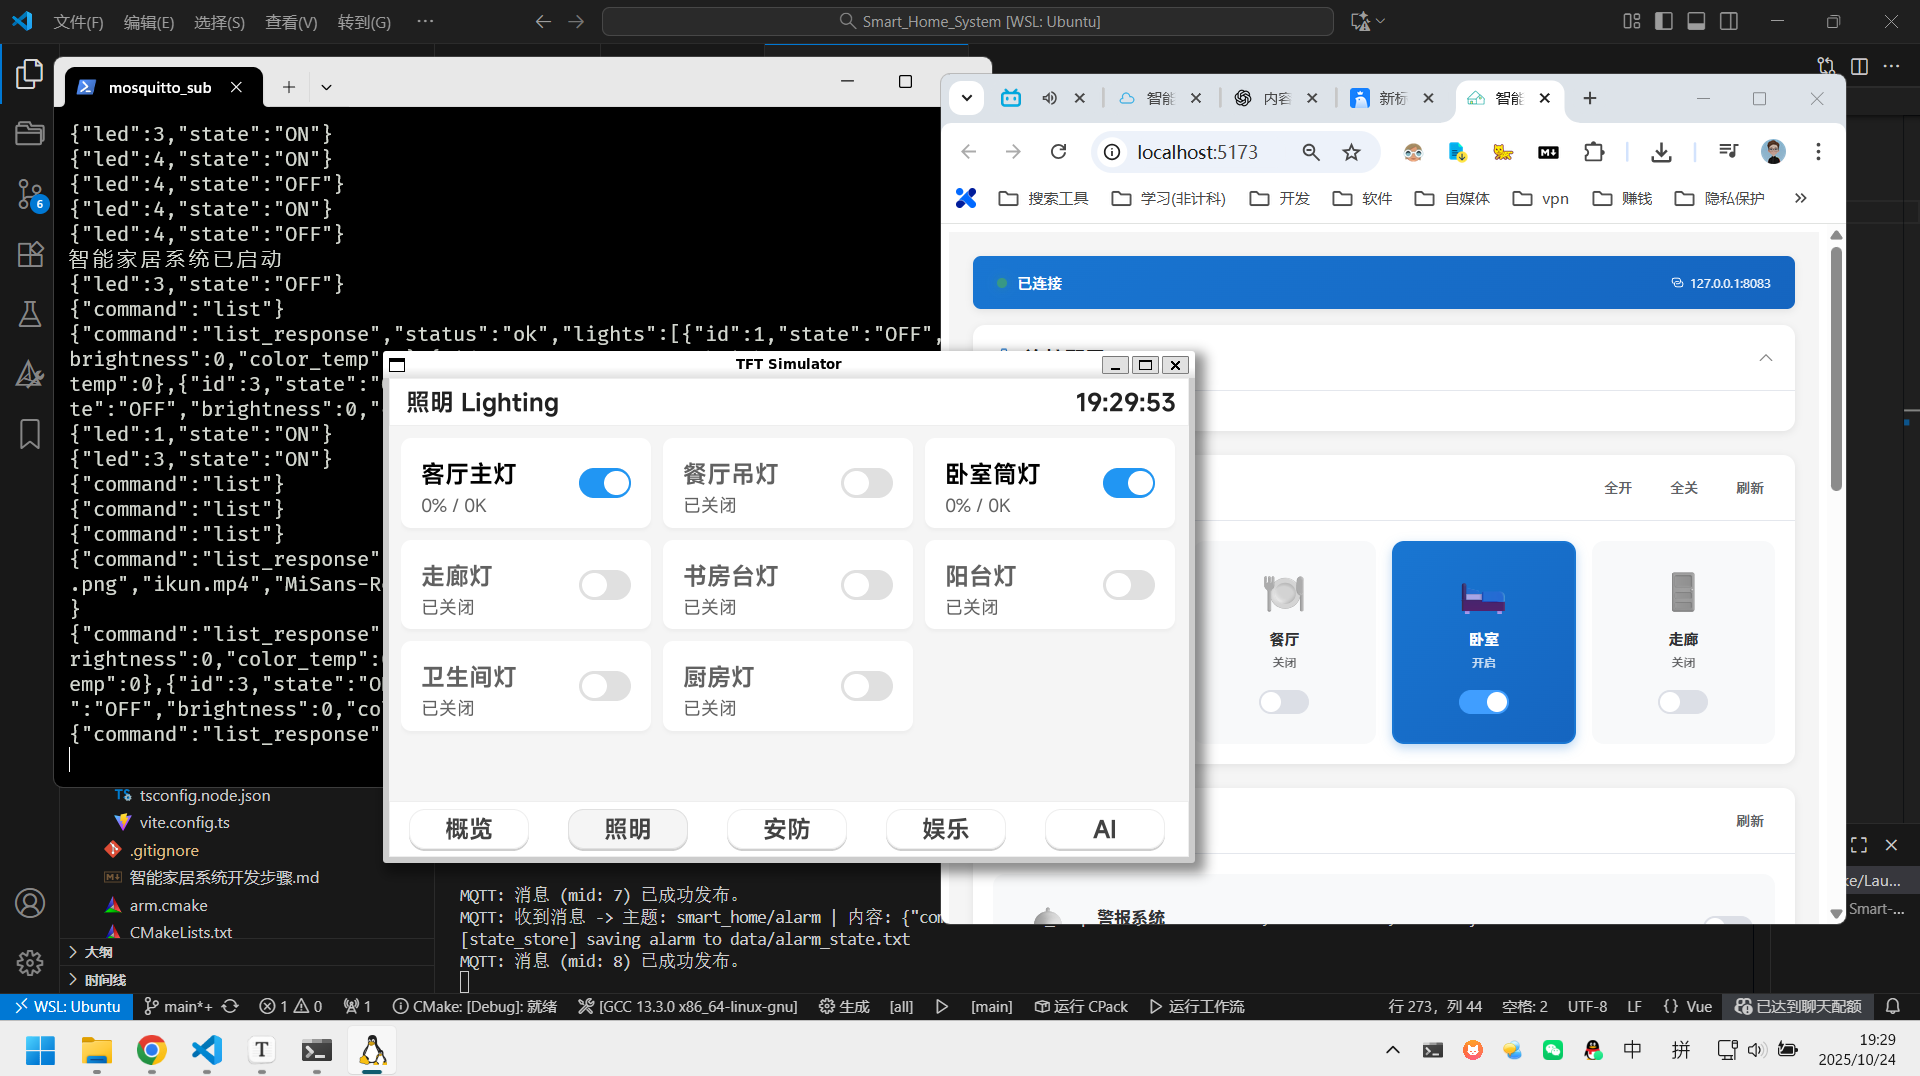 文件(F) 编辑(E) 选择(S) 查看(V) 转到(G) ···
Smart_Home_System [WSL: Ubuntu]
mosquitto_sub
{"led":3,"state":"ON"}
{"led":4,"state":"ON"}
{"led":4,"state":"OFF"}
{"led":4,"state":"ON"}
{"led":4,"state":"OFF"}
智能家居系统已启动
{"led":3,"state":"OFF"}
{"command":"list"}
{"command":"list_response","status":"ok","lights":[{"id":1,"state":"OFF",
brightness":0,"color_temp"
temp":0},{"id":3,"state":"
te":"OFF","brightness":0,"
{"led":1,"state":"ON"}
{"led":3,"state":"ON"}
{"command":"list"}
{"command":"list"}
{"command":"list"}
{"command":"list_response"
.png","ikun.mp4","MiSans-R
}
{"command":"list_response"
rightness":0,"color_temp":
emp":0},{"id":3,"state":"O
":"OFF","brightness":0,"co
{"command":"list_response"
智能
内容
新标
智能
localhost:5173
搜索工具 学习(非计科) 开发 软件 自媒体 vpn 赚钱 隐私保护 »
已连接
127.0.0.1:8083
全开 全关 刷新
餐厅
关闭
卧室
开启
走廊
关闭
刷新
警报系统
TFT Simulator
照明 Lighting
19:29:53
客厅主灯
0% / 0K
餐厅吊灯
已关闭
卧室筒灯
0% / 0K
走廊灯
已关闭
书房台灯
已关闭
阳台灯
已关闭
卫生间灯
已关闭
厨房灯
已关闭
概览 照明 安防 娱乐 AI
tsconfig.node.json
vite.config.ts
.gitignore
智能家居系统开发步骤.md
arm.cmake
CMakeLists.txt
大纲
时间线
MQTT: 消息 (mid: 7) 已成功发布。
MQTT: 收到消息 -> 主题: smart_home/alarm | 内容: {"com
[state_store] saving alarm to data/alarm_state.txt
MQTT: 消息 (mid: 8) 已成功发布。
ke/Lau...
Smart-...
WSL: Ubuntu main*+ 1 0 1 CMake: [Debug]: 就绪 [GCC 13.3.0 x86_64-linux-gnu] 生成 [all] [main] 运行 CPack 运行工作流 行 273，列 44 空格: 2 UTF-8 LF {} Vue 已达到聊天配额
中 拼
19:29
2025/10/24